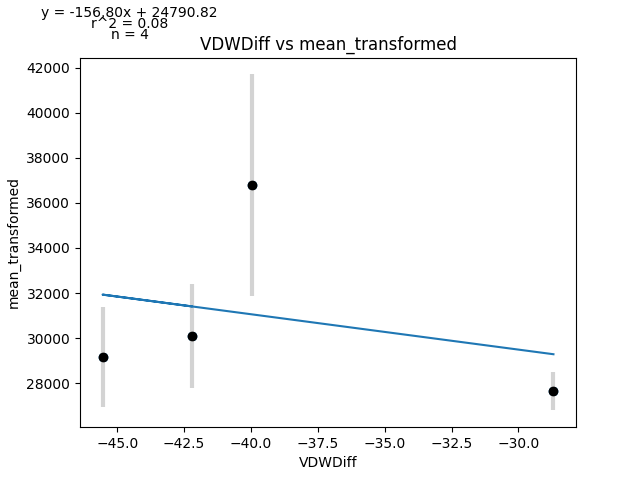 y = -156.80x + 24790.82
r^2 = 0.08
n = 4
VDWDiff vs mean_transformed
42000
40000
38000
36000
34000
32000
30000
28000
mean_transformed
−45.0 −42.5 −40.0 −37.5 −35.0 −32.5 −30.0
VDWDiff